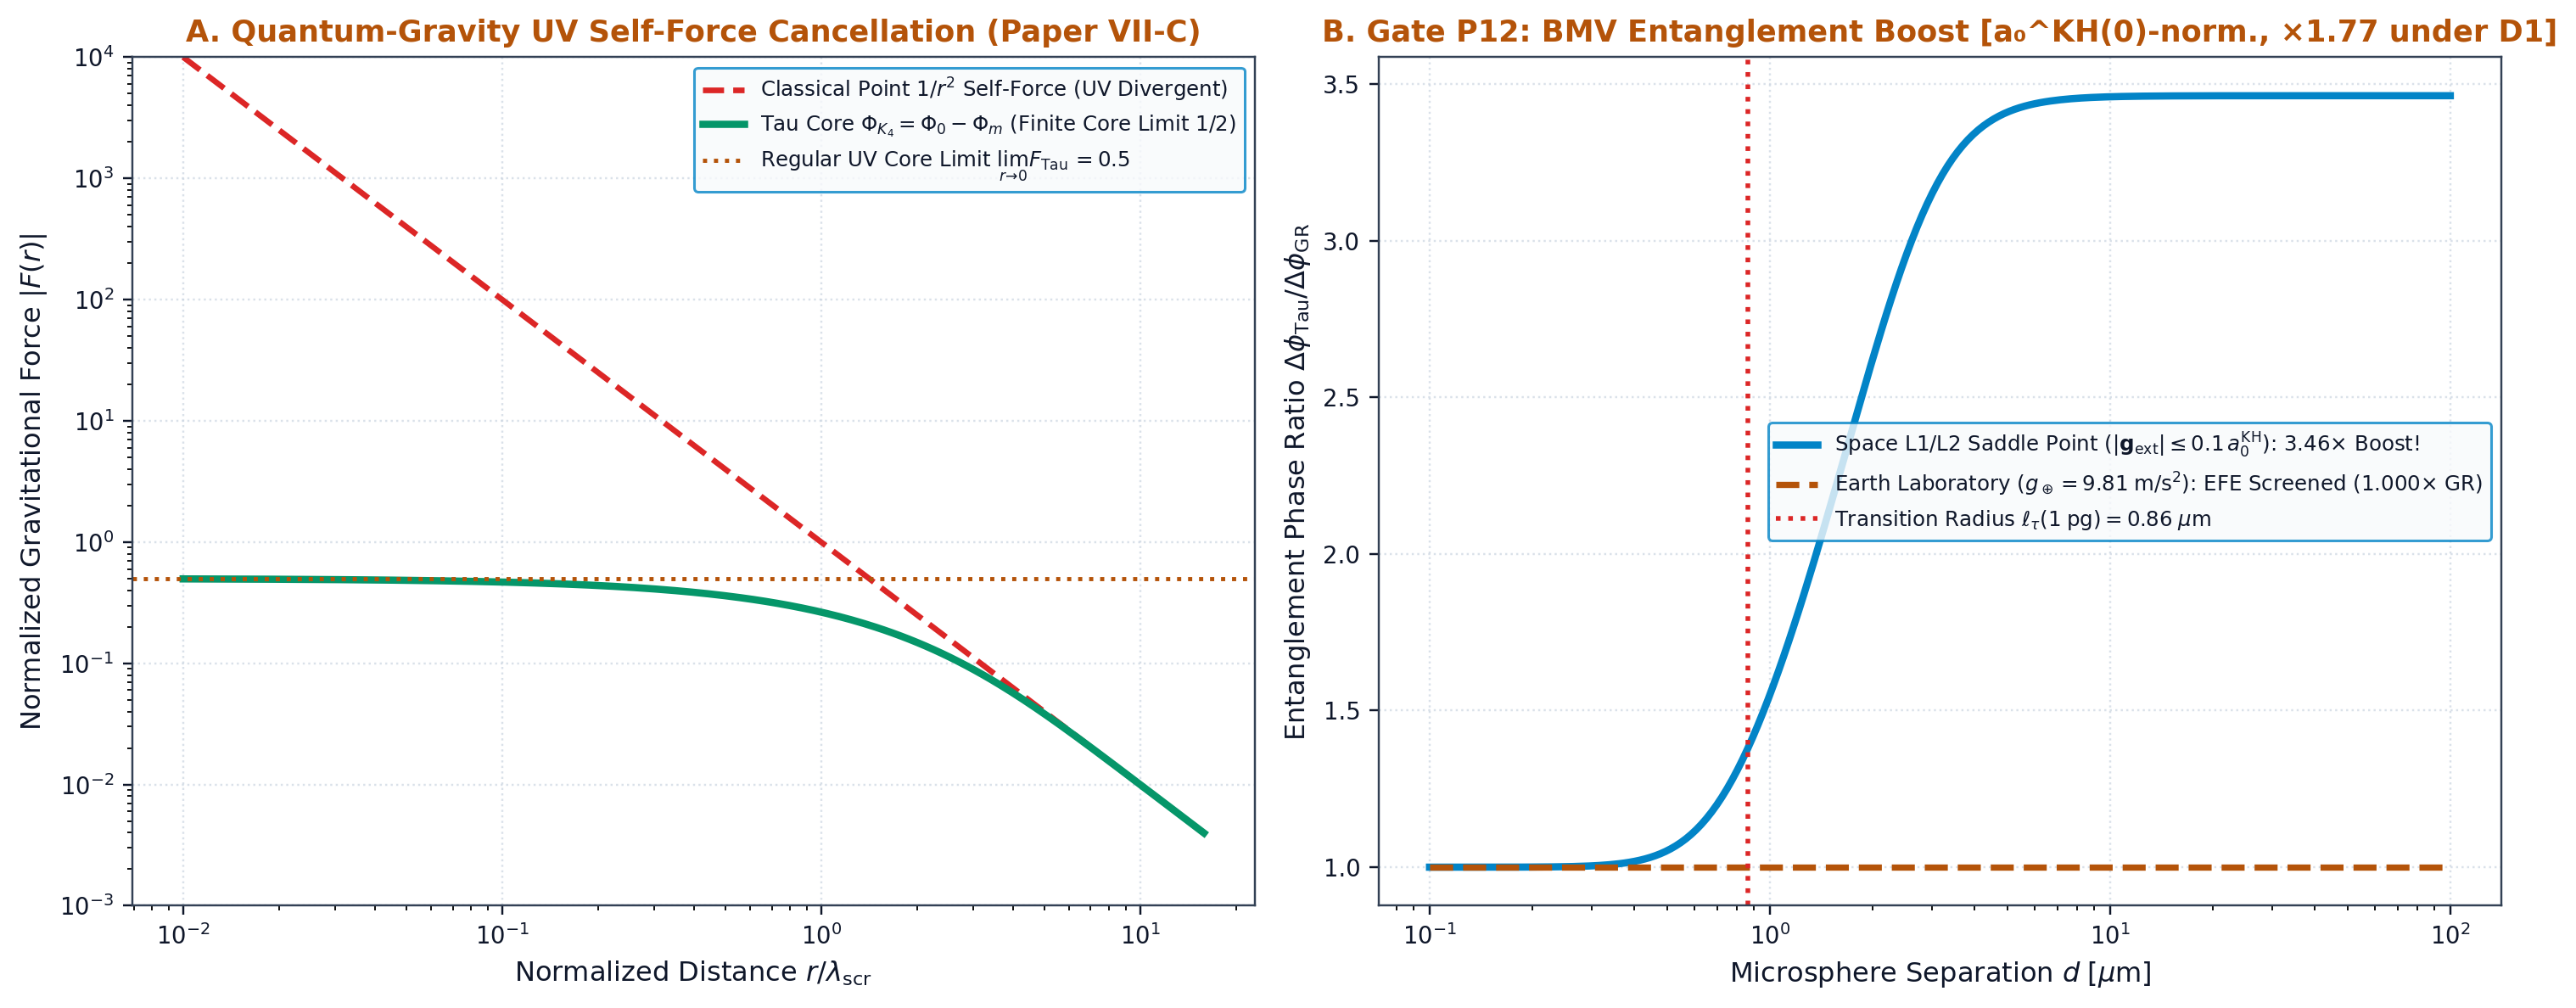 A. Quantum-Gravity UV Self-Force Cancellation (Paper VII-C)
Normalized Gravitational Force |F(r)|
10⁴
10³
10²
10¹
10⁰
10⁻¹
10⁻²
10⁻³
Classical Point 1/r² Self-Force (UV Divergent)
Tau Core Φ_{K₄} = Φ₀ − Φₘ (Finite Core Limit 1/2)
Regular UV Core Limit lim_{r→0} F_Tau = 0.5
10⁻² 10⁻¹ 10⁰ 10¹
Normalized Distance r/λ_scr
B. Gate P12: BMV Entanglement Boost [a₀^KH(0)-norm., ×1.77 under D1]
Entanglement Phase Ratio Δϕ_Tau/Δϕ_GR
3.5
3.0
2.5
2.0
1.5
1.0
Space L1/L2 Saddle Point (|g_ext| ≤ 0.1 a₀^KH): 3.46× Boost!
Earth Laboratory (g_⊕ = 9.81 m/s²): EFE Screened (1.000× GR)
Transition Radius ℓ_τ(1 pg) = 0.86 μm
10⁻¹ 10⁰ 10¹ 10²
Microsphere Separation d [μm]